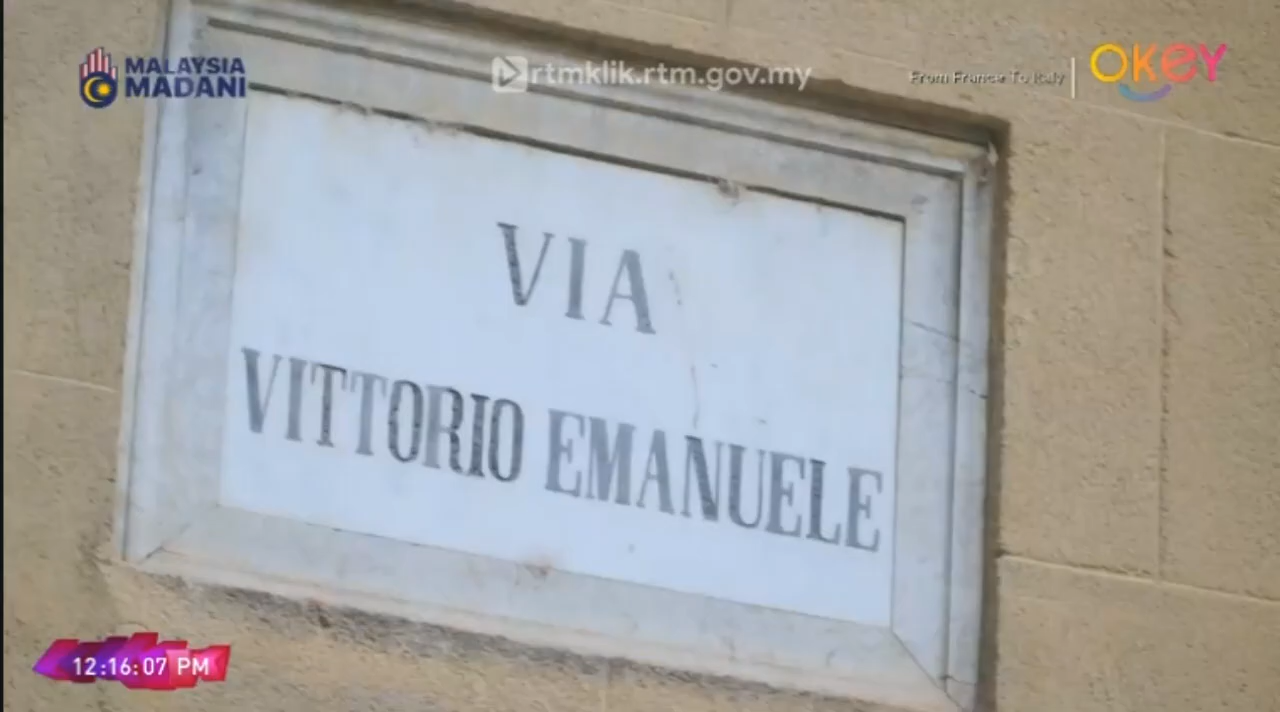 MALAYSIA
MADANI
rtmklik.rtm.gov.my
From France To Italy
OKEY
VIA
VITTORIO EMANUELE
12:16:07 PM